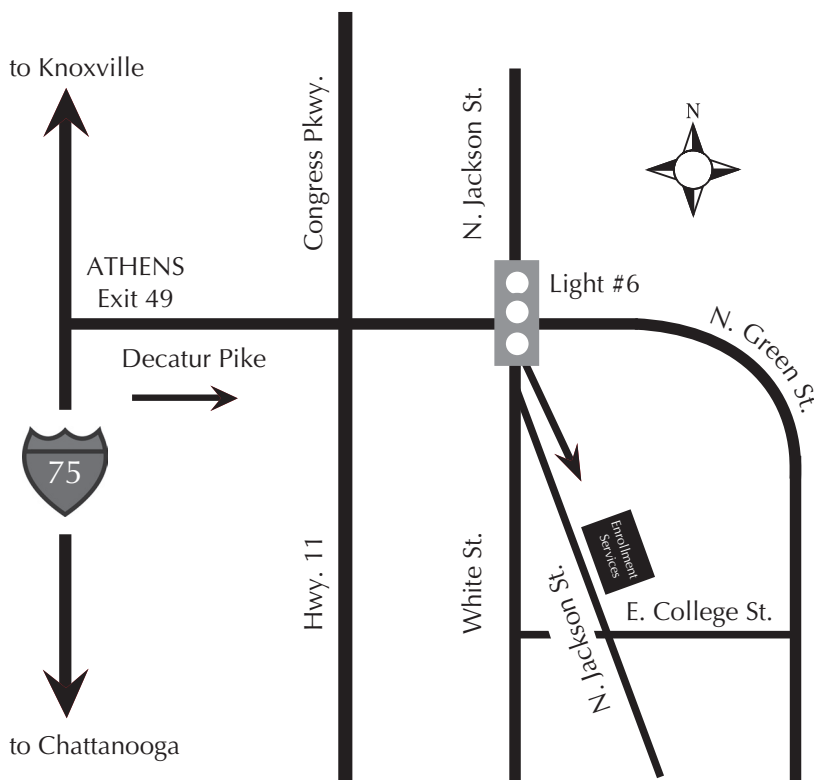 to Knoxville
Congress Pkwy.
N. Jackson St.
N
ATHENS
Exit 49
Light #6
N. Green St.
Decatur Pike
75
Enrollment
Services
Hwy. 11
White St.
N. Jackson St.
E. College St.
to Chattanooga